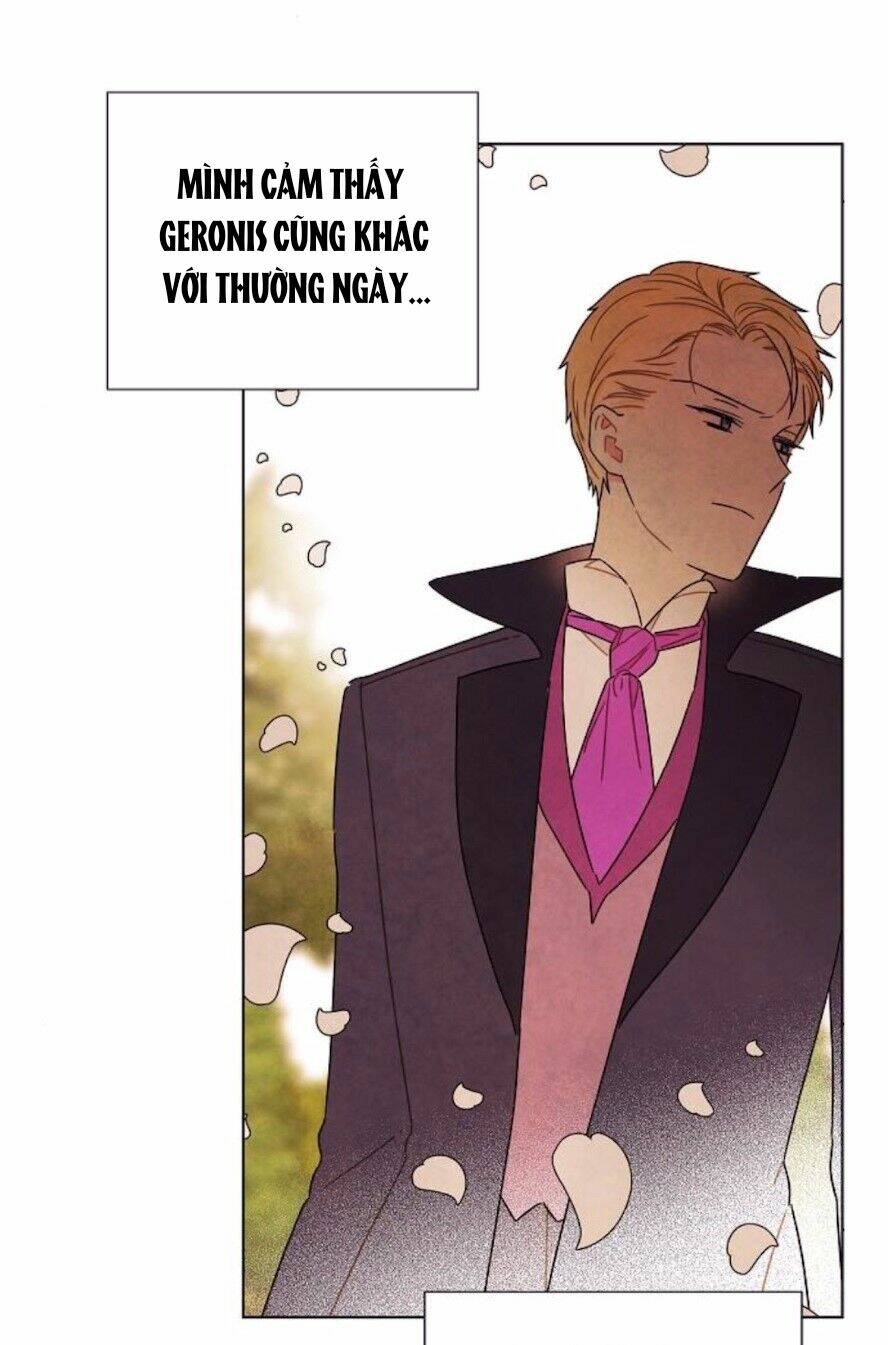 MÌNH CẢM THẤY
GERONIS CŨNG KHÁC
VỚI THƯỜNG NGÀY...